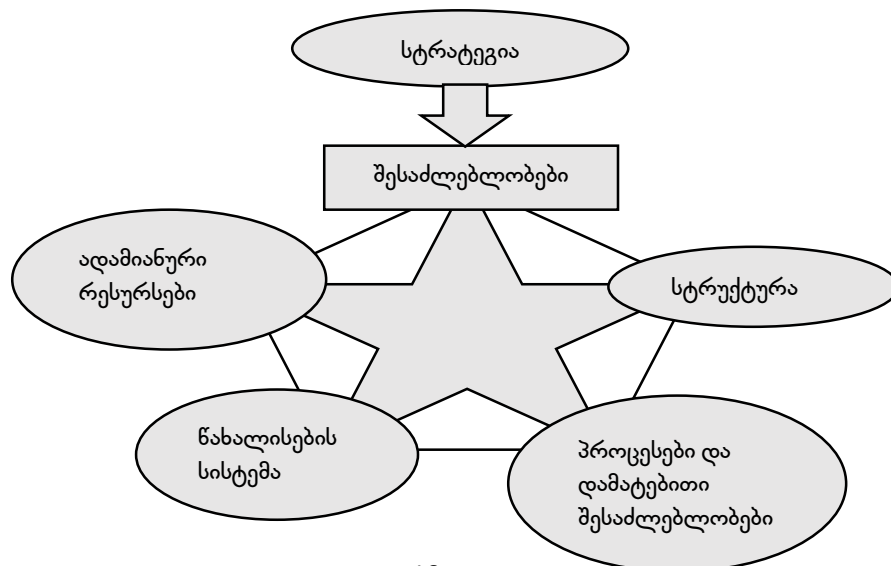 სტრატეგია
შესაძლებლობები
ადამიანური
რესურსები
სტრუქტურა
წახალისების
სისტემა
პროცესები და
დამატებითი
შესაძლებლობები